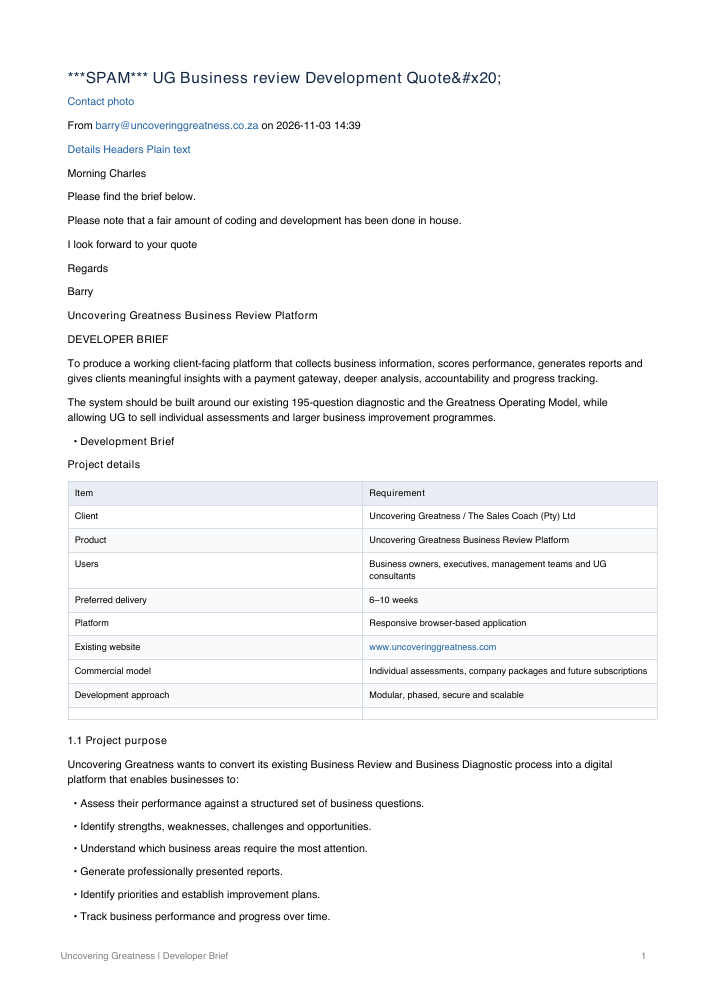 ***SPAM*** UG Business review Development Quote&#x20;
Contact photo
From barry@uncoveringgreatness.co.za on 2026-11-03 14:39
Details Headers Plain text
Morning Charles
Please find the brief below.
Please note that a fair amount of coding and development has been done in house.
I look forward to your quote
Regards
Barry
Uncovering Greatness Business Review Platform
DEVELOPER BRIEF
To produce a working client-facing platform that collects business information, scores performance, generates reports and
gives clients meaningful insights with a payment gateway, deeper analysis, accountability and progress tracking.
The system should be built around our existing 195-question diagnostic and the Greatness Operating Model, while
allowing UG to sell individual assessments and larger business improvement programmes.
• Development Brief
Project details
Item Requirement
Client Uncovering Greatness / The Sales Coach (Pty) Ltd
Product Uncovering Greatness Business Review Platform
Users Business owners, executives, management teams and UG
consultants
Preferred delivery 6–10 weeks
Platform Responsive browser-based application
Existing website www.uncoveringgreatness.com
Commercial model Individual assessments, company packages and future subscriptions
Development approach Modular, phased, secure and scalable
1.1 Project purpose
Uncovering Greatness wants to convert its existing Business Review and Business Diagnostic process into a digital
platform that enables businesses to:
• Assess their performance against a structured set of business questions.
• Identify strengths, weaknesses, challenges and opportunities.
• Understand which business areas require the most attention.
• Generate professionally presented reports.
• Identify priorities and establish improvement plans.
• Track business performance and progress over time.
Uncovering Greatness | Developer Brief 1